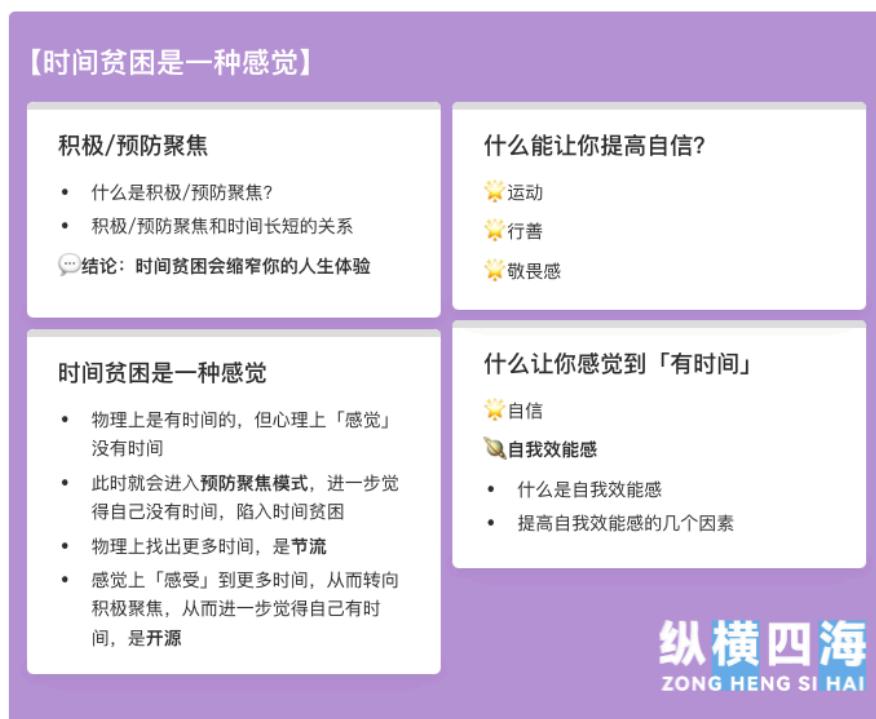 【时间贫困是一种感觉】
积极/预防聚焦
• 什么是积极/预防聚焦?
• 积极/预防聚焦和时间长短的关系
💬结论：时间贫困会缩窄你的人生体验
时间贫困是一种感觉
• 物理上是有时间的，但心理上「感觉」
没有时间
• 此时就会进入预防聚焦模式，进一步觉
得自己没有时间，陷入时间贫困
• 物理上找出更多时间，是节流
• 感觉上「感受」到更多时间，从而转向
积极聚焦，从而进一步觉得自己有时
间，是开源
什么能让你提高自信?
🌟运动
🌟行善
🌟敬畏感
什么让你感觉到「有时间」
🌟自信
🪐自我效能感
• 什么是自我效能感
• 提高自我效能感的几个因素
纵横四海
ZONG HENG SI HAI